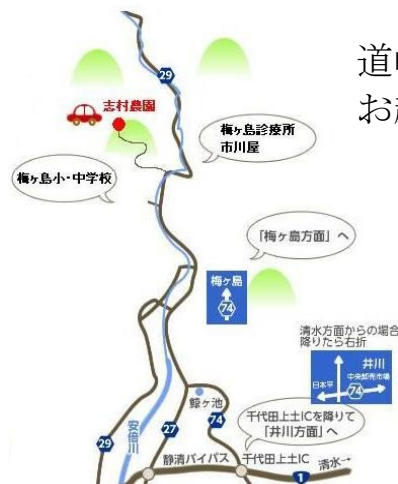 道
お
29
志村農園
梅ヶ島診療所
市川屋
梅ヶ島小・中学校
「梅ヶ島方面」へ
梅ヶ島
74
清水方面からの場合
降りたら右折
井川
中央卸売市場
日本平
74
鯨ヶ池
千代田上土ICを降りて
「井川方面」へ
29
安倍川
27
74
静清バイパス
千代田上土IC
1
清水→